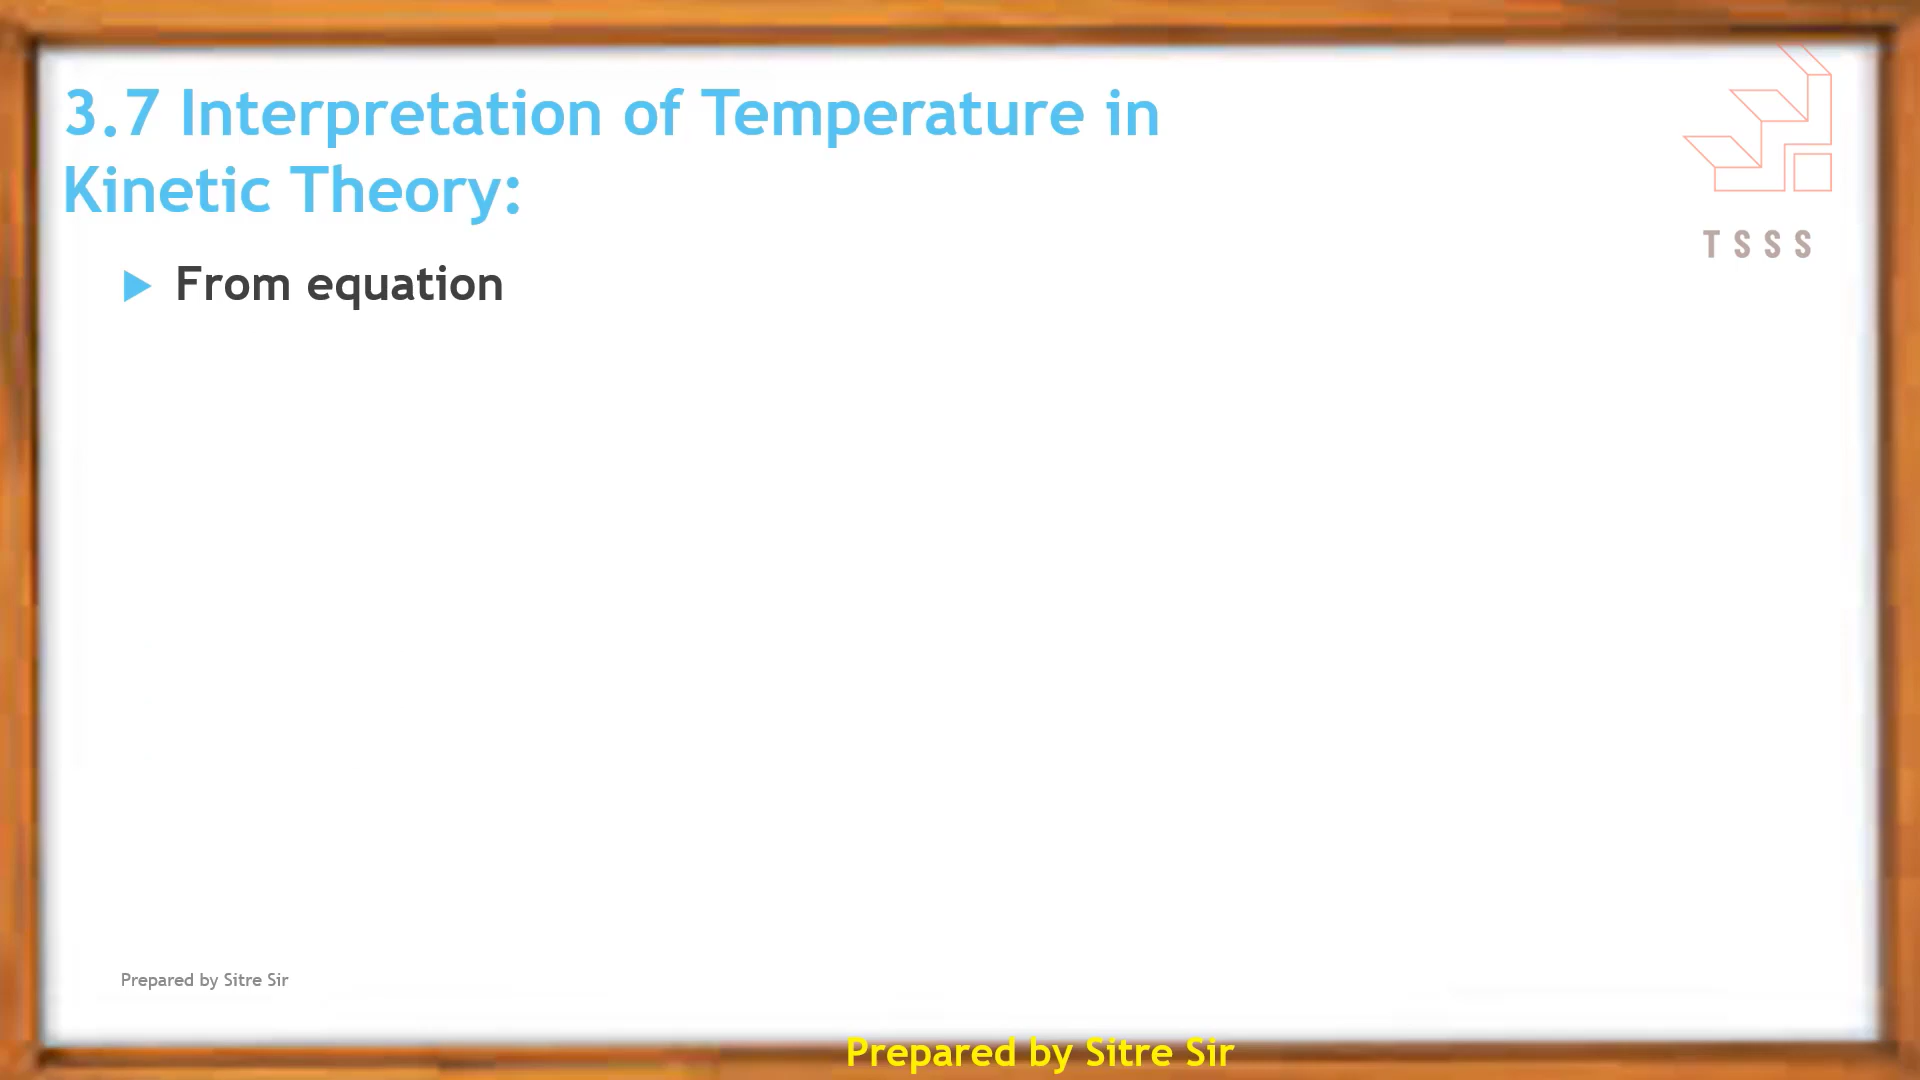 3.7 Interpretation of Temperature in
Kinetic Theory:
TSSS
From equation
Prepared by Sitre Sir
Prepared by Sitre Sir